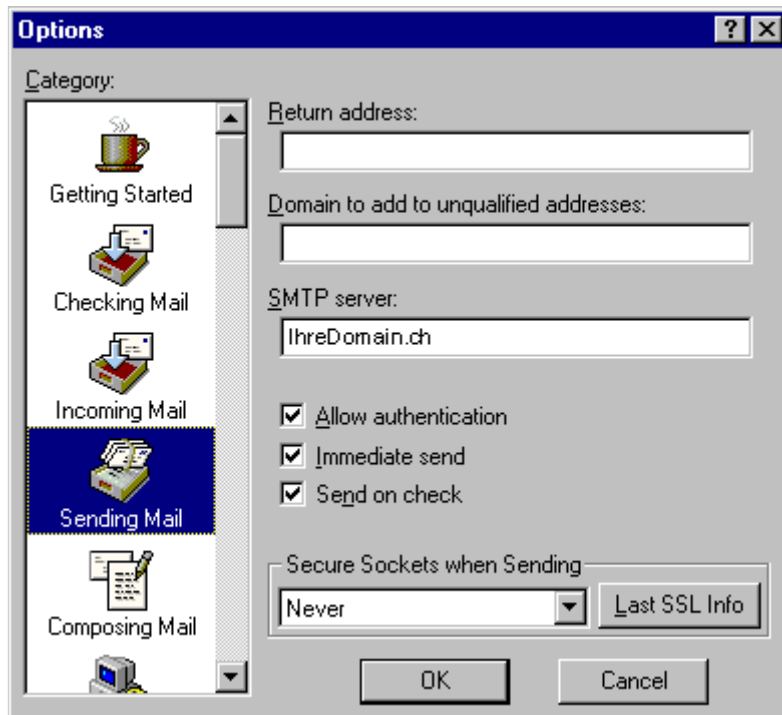 Options
Category:
Getting Started
Checking Mail
Incoming Mail
Sending Mail
Composing Mail
Return address:
Domain to add to unqualified addresses:
SMTP server:
IhreDomain.ch
Allow authentication
Immediate send
Send on check
Secure Sockets when Sending
Never
Last SSL Info
OK
Cancel